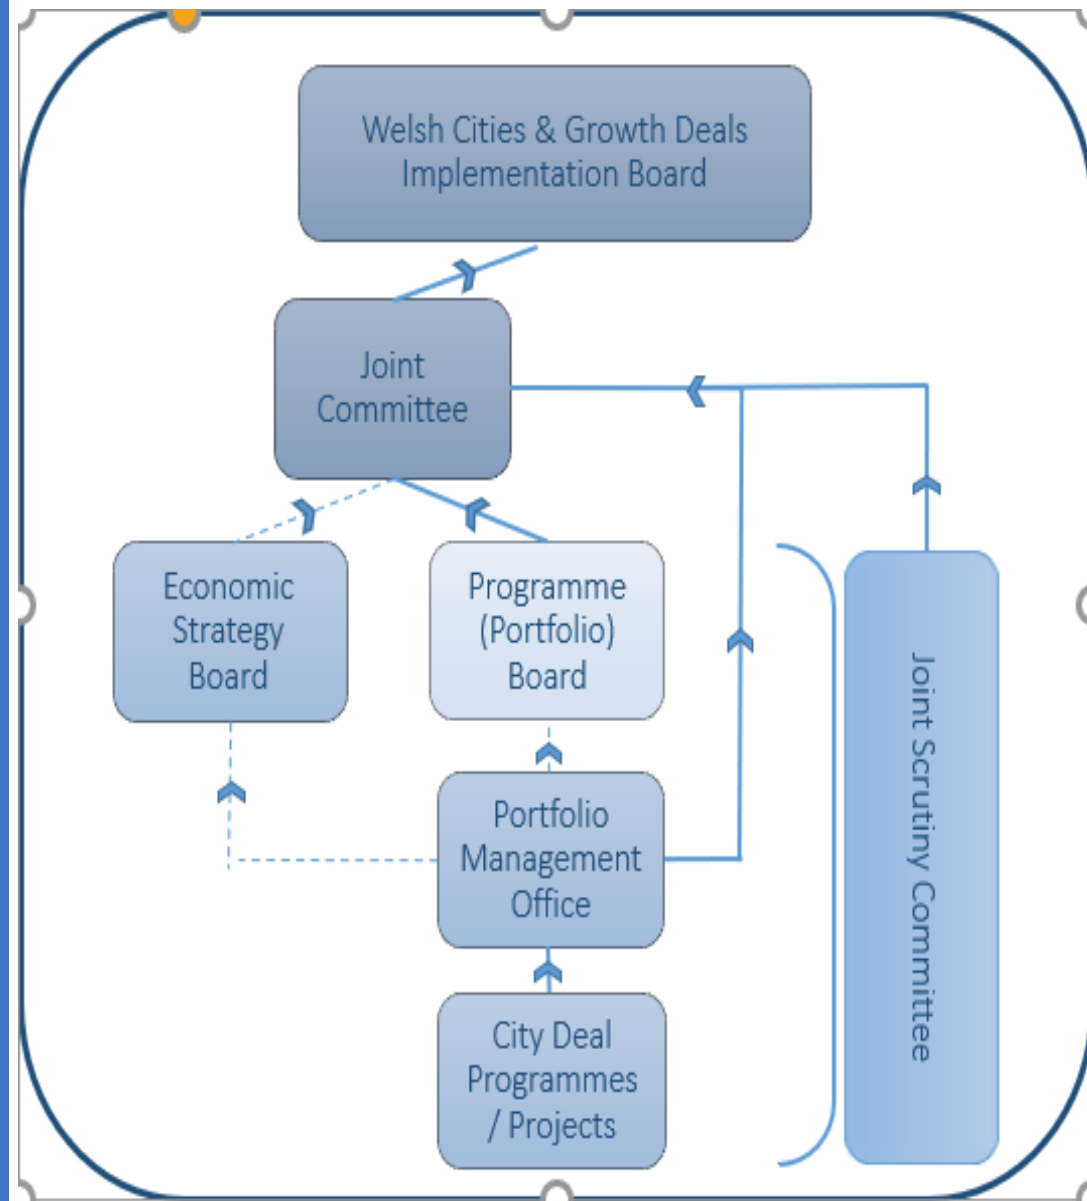 Welsh Cities & Growth Deals
Implementation Board
Joint
Committee
Economic
Strategy
Board
Programme
(Portfolio)
Board
Portfolio
Management
Office
City Deal
Programmes
/ Projects
Joint Scrutiny Committee